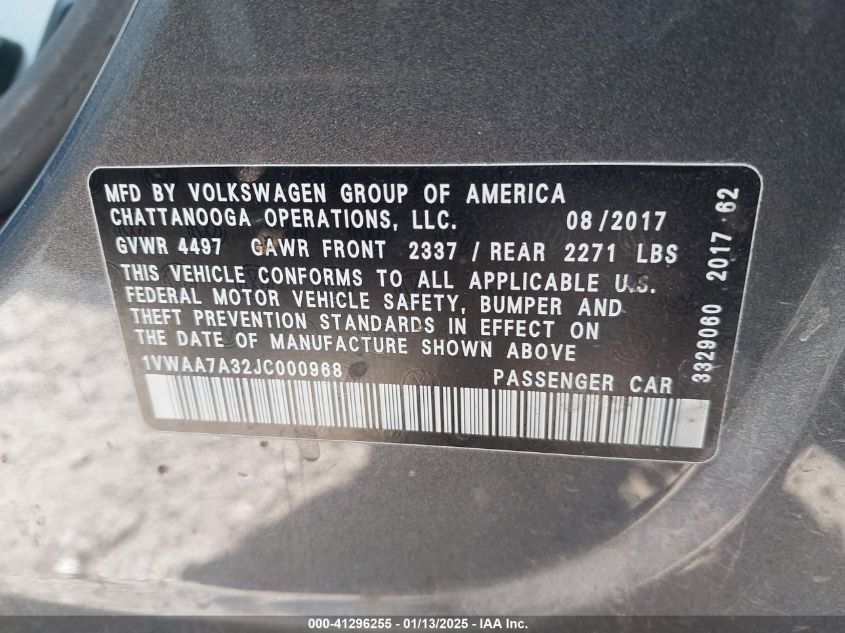 MFD BY VOLKSWAGEN GROUP OF AMERICA
CHATTANOOGA OPERATIONS, LLC. 08/2017
GVWR 4497 GAWR FRONT 2337 / REAR 2271 LBS
THIS VEHICLE CONFORMS TO ALL APPLICABLE U.S.
FEDERAL MOTOR VEHICLE SAFETY, BUMPER AND
THEFT PREVENTION STANDARDS IN EFFECT ON
THE DATE OF MANUFACTURE SHOWN ABOVE
1VWAA7A32JC000968 PASSENGER CAR
3329060 2017 62
000-41296255 - 01/13/2025 - IAA Inc.